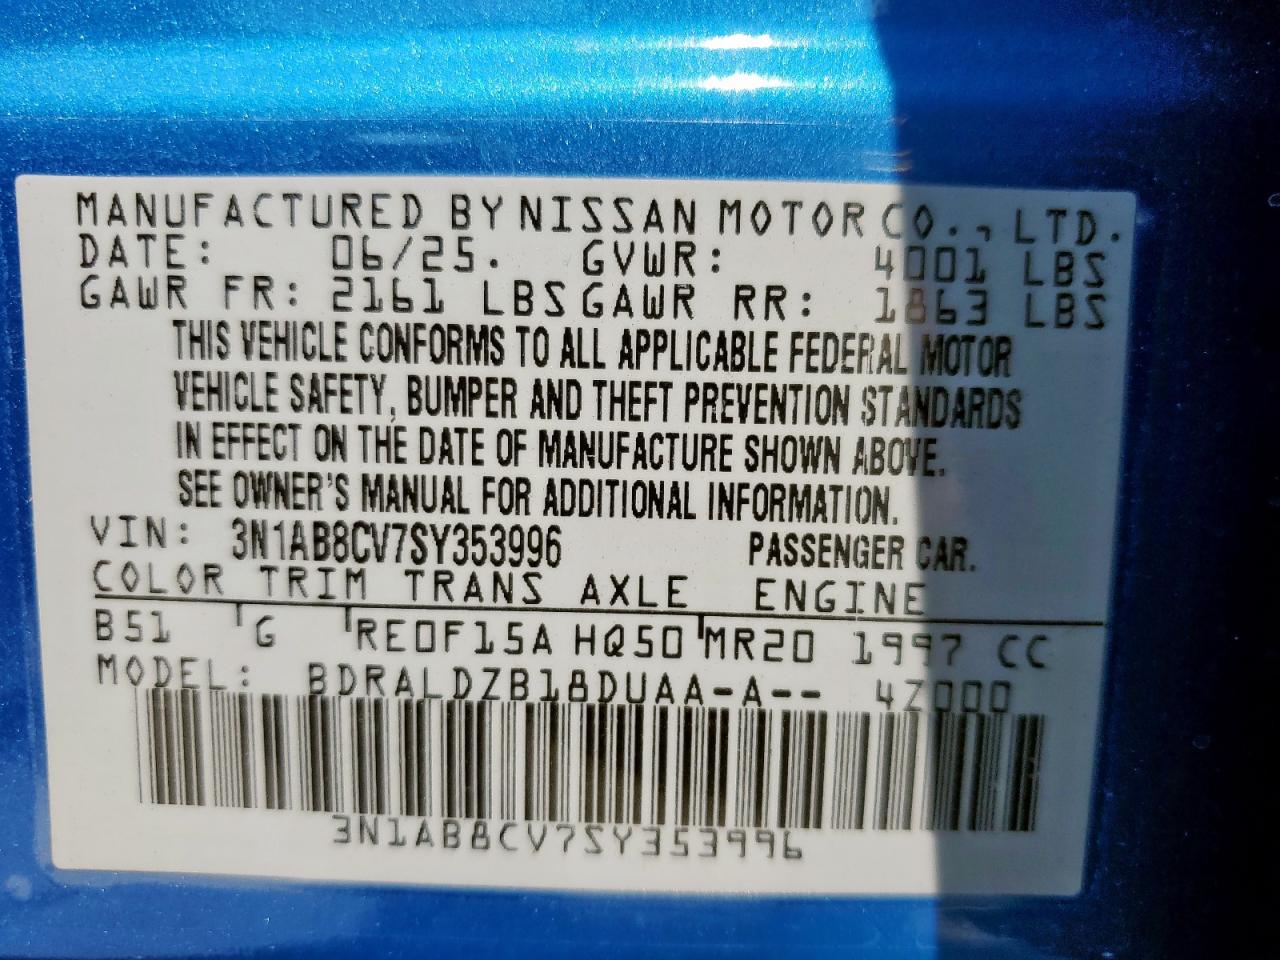 MANUFACTURED BY NISSAN MOTOR CO., LTD.
DATE: 06/25. GVWR: 4001 LBS
GAWR FR: 2161 LBS GAWR RR: 1863 LBS
THIS VEHICLE CONFORMS TO ALL APPLICABLE FEDERAL MOTOR
VEHICLE SAFETY, BUMPER AND THEFT PREVENTION STANDARDS
IN EFFECT ON THE DATE OF MANUFACTURE SHOWN ABOVE.
SEE OWNER'S MANUAL FOR ADDITIONAL INFORMATION.
VIN: 3N1AB8CV7SY353996 PASSENGER CAR.
COLOR TRIM TRANS AXLE ENGINE
B51 G RE0F15A HQ50 MR20 1997 CC
MODEL: BDRALDZB18DUAA-A-- 4Z000
3N1AB8CV7SY353996